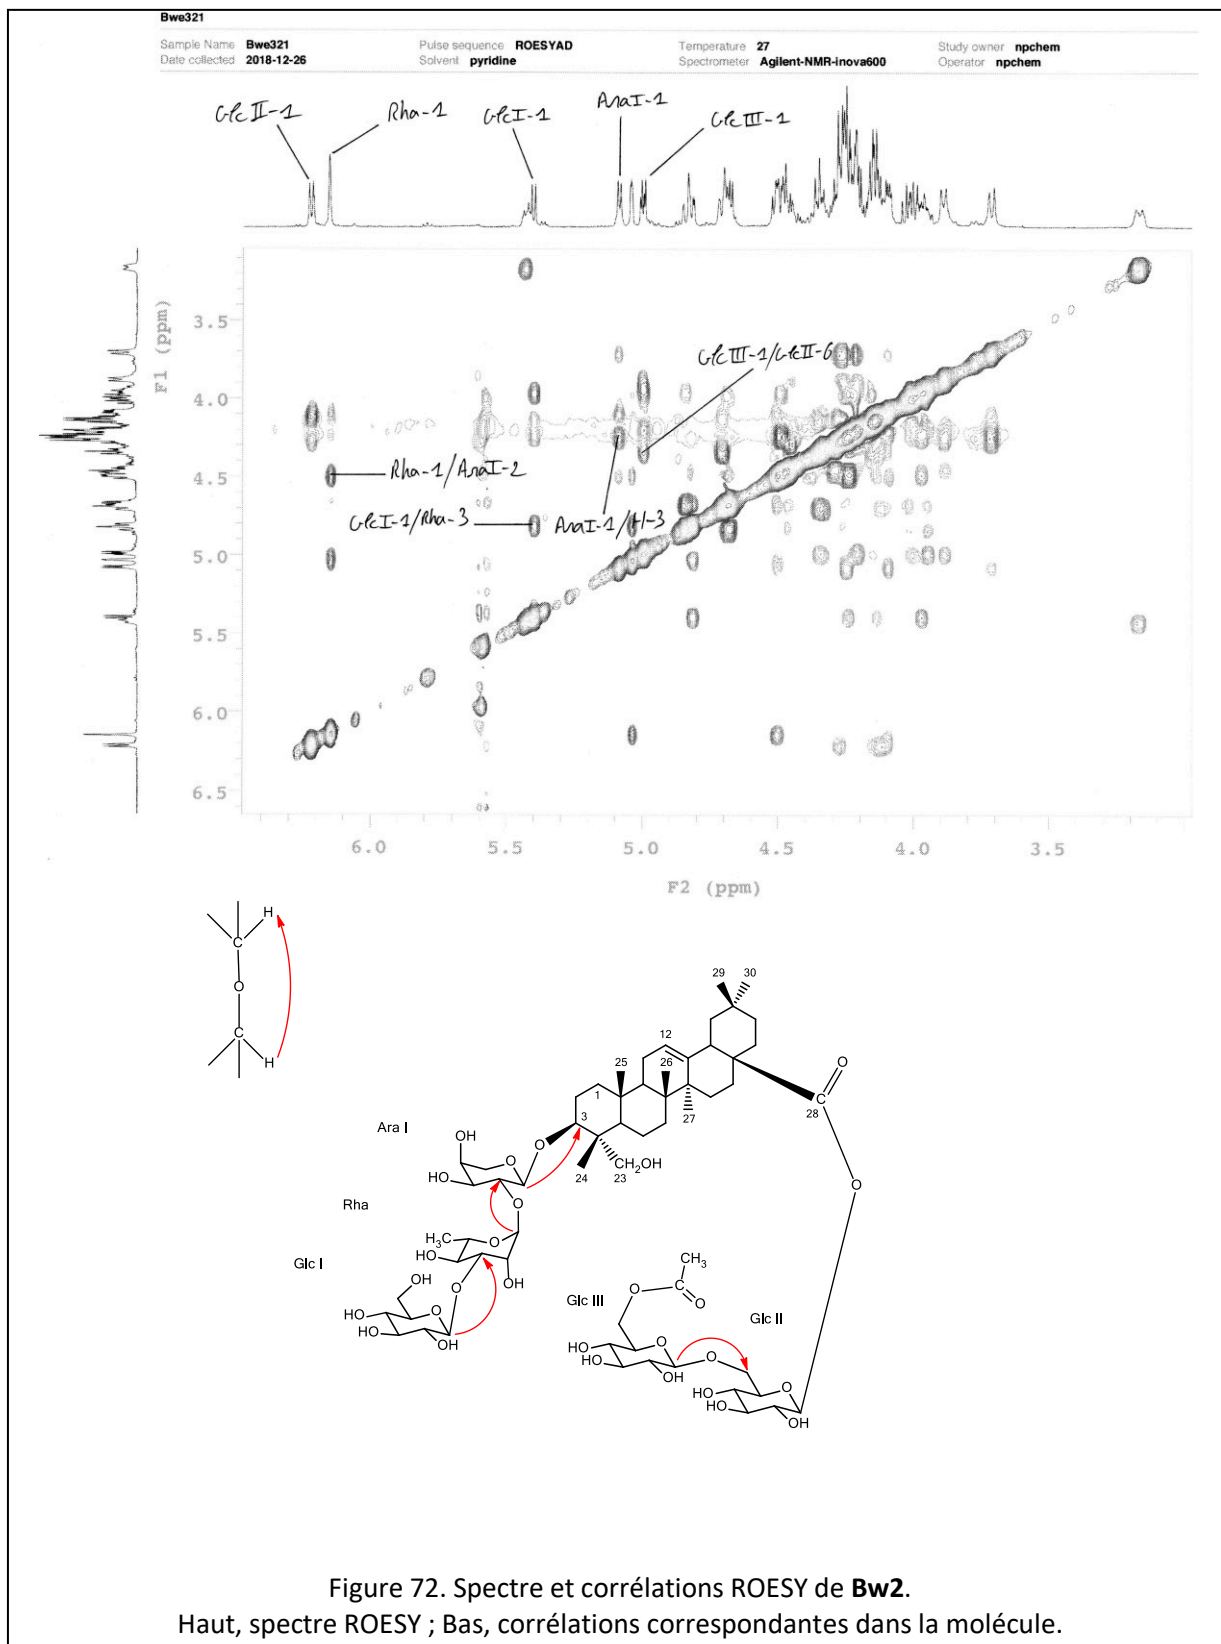 Bwe321
Sample Name Bwe321 Pulse sequence ROESYAD Temperature 27 Study owner npchem
Date collected 2018-12-26 Solvent pyridine Spectrometer Agilent-NMR-inova600 Operator npchem
GlcII-1 Rha-1 GlcI-1 AraI-1 GlcIII-1
F1 (ppm)
3.5
4.0
4.5
5.0
5.5
6.0
6.5
GlcIII-1/GlcII-6
Rha-1/AraI-2
GlcI-1/Rha-3 AraI-1/H-3
6.0 5.5 5.0 4.5 4.0 3.5
F2 (ppm)
H
C
O
C
H
29 30
12
25 26
O
1
C
28
3
27
Ara I
OH
O
O
HO
24
CH2OH
23
O
O
Rha
H3C
O
HO
OH
CH3
Glc I
OH
O
O
C
O
HO
HO
O
OH
Glc III
Glc II
HO
HO
O
OH
O
HO
HO
O
OH
Figure 72. Spectre et corrélations ROESY de Bw2.
Haut, spectre ROESY ; Bas, corrélations correspondantes dans la molécule.